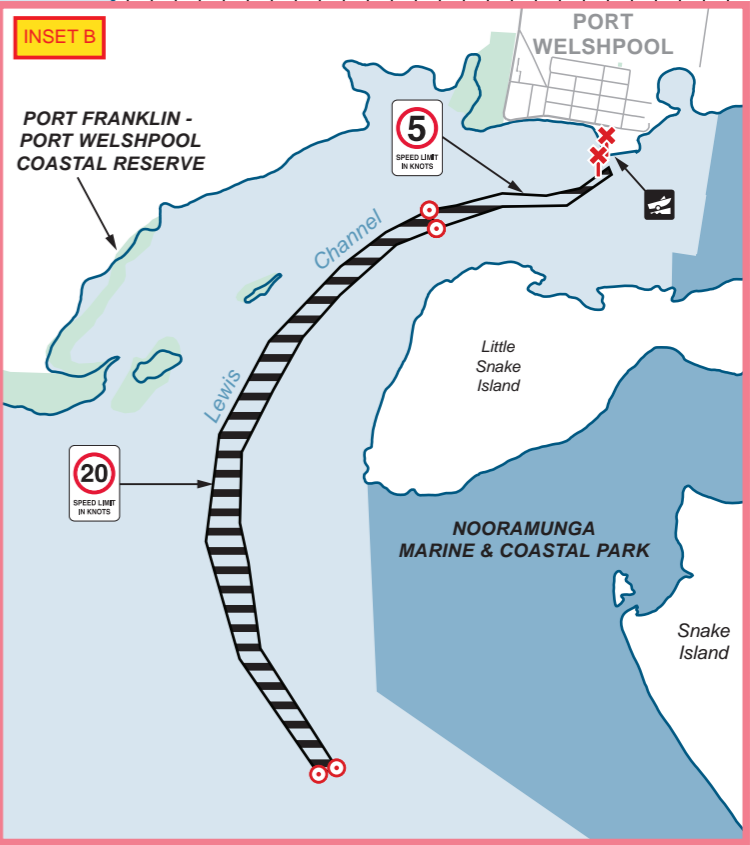 INSET B
PORT
WELSHPOOL
PORT FRANKLIN -
PORT WELSHPOOL
COASTAL RESERVE
5
SPEED LIMIT
IN KNOTS
Channel
Lewis
Little
Snake
Island
20
SPEED LIMIT
IN KNOTS
NOORAMUNGA
MARINE & COASTAL PARK
Snake
Island